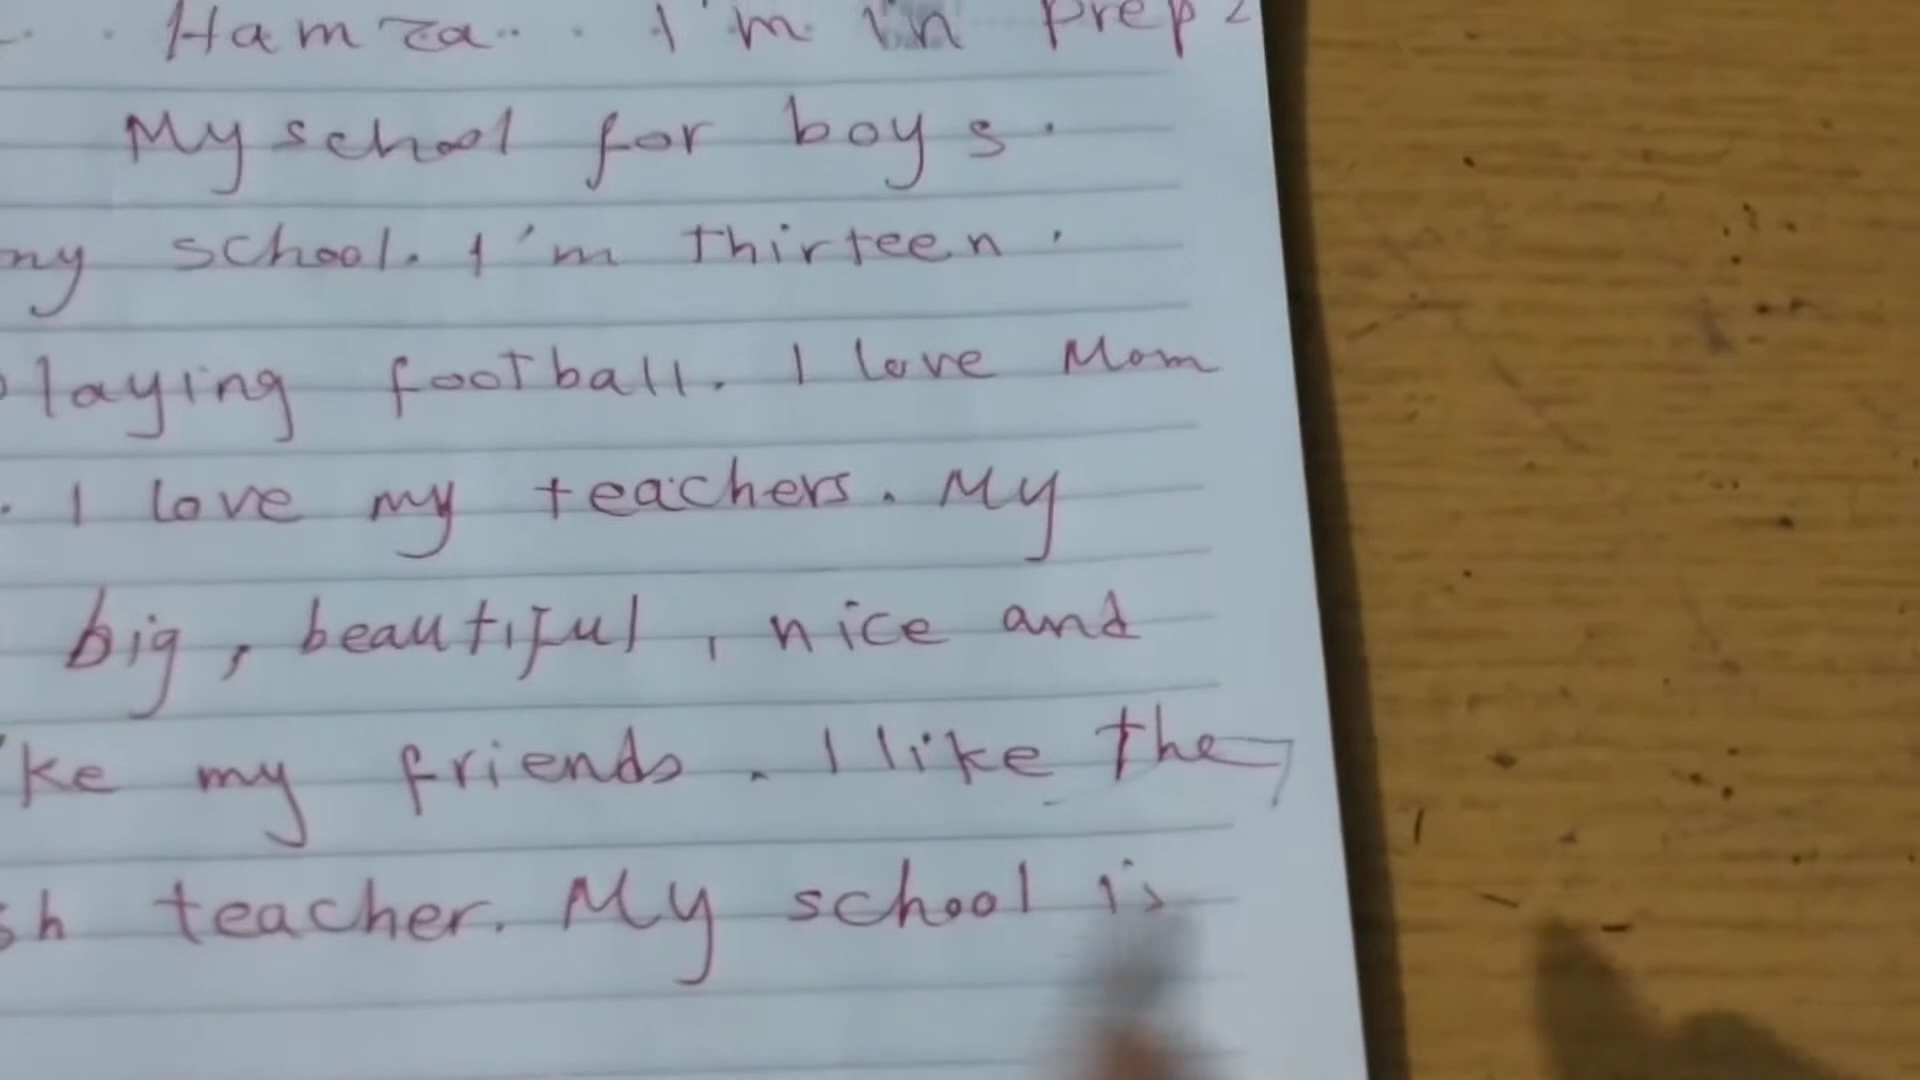 Hamza... I'm in prep 2
My school for boys.
my school. I'm thirteen.
playing football. I love Mom
. I love my teachers. My
big, beautiful, nice and
ke my friends. I like the
sh teacher. My school is